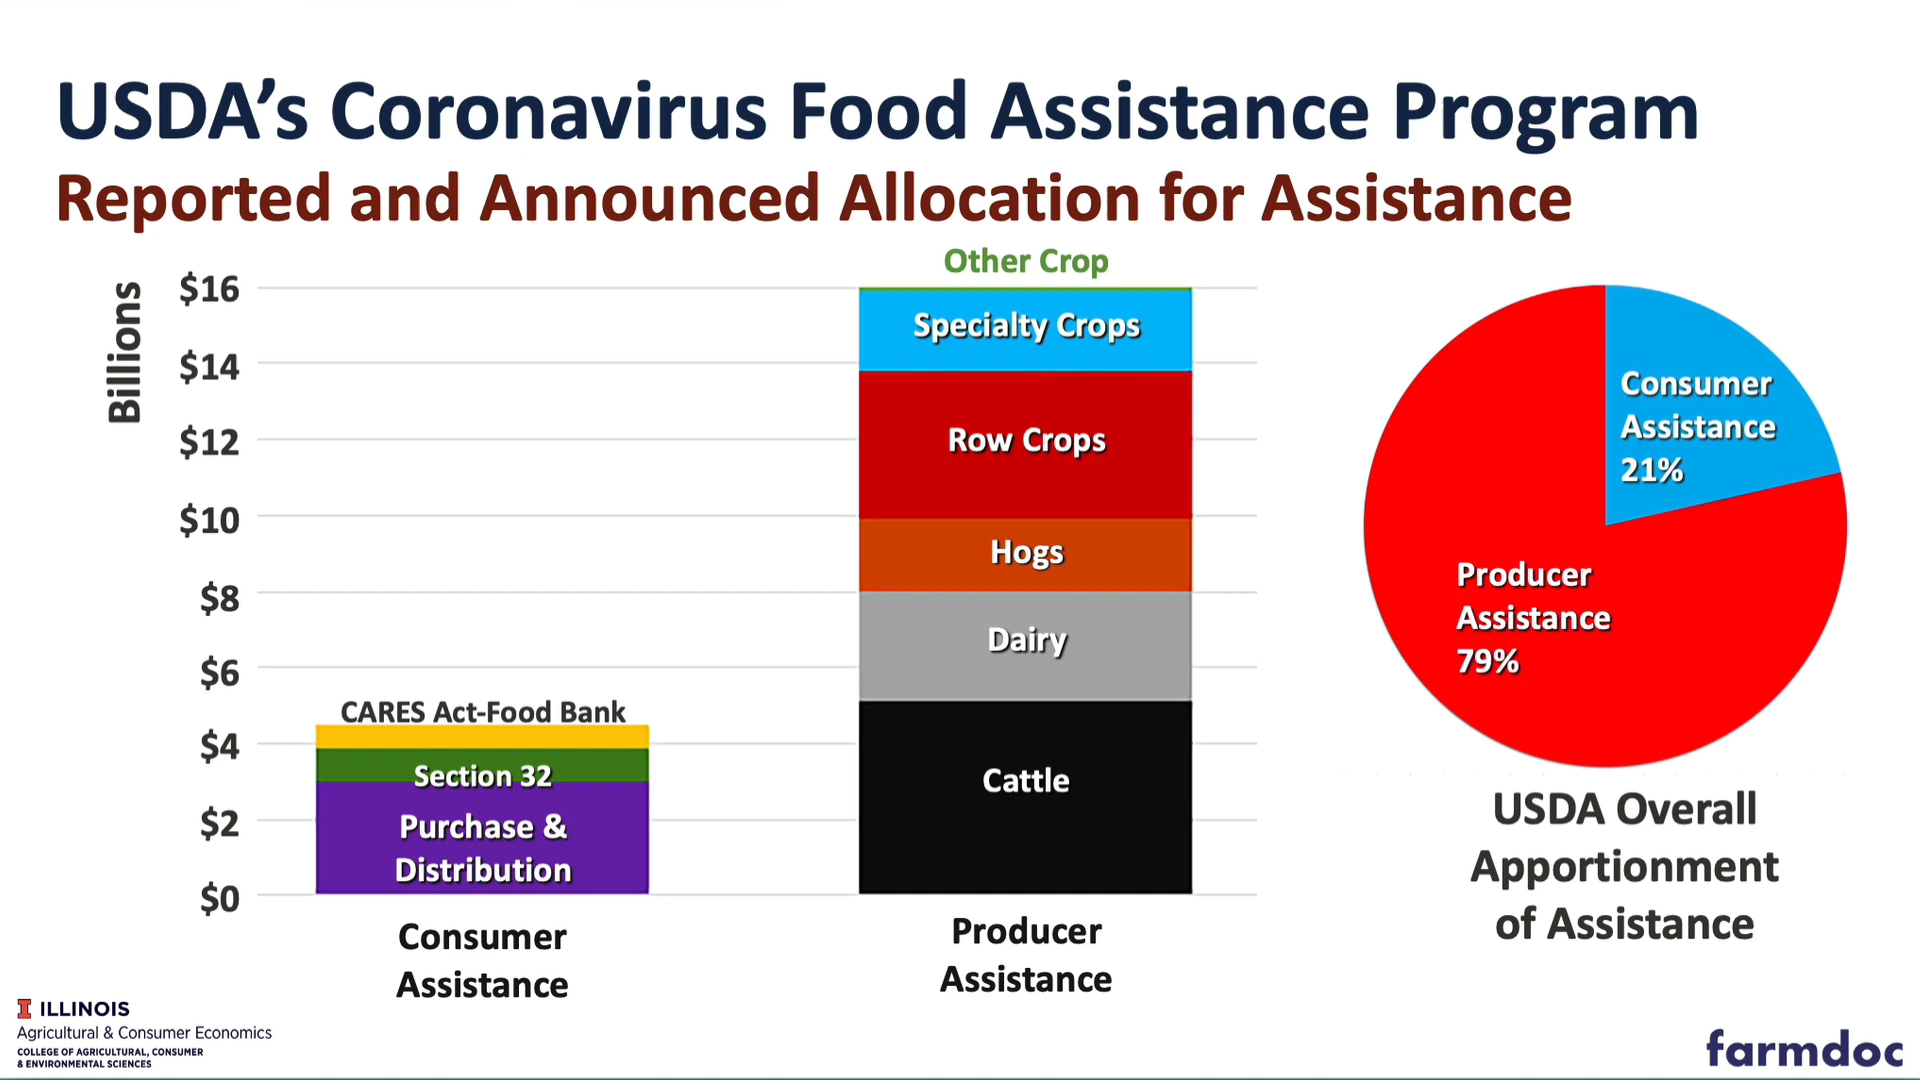 USDA’s Coronavirus Food Assistance Program
Reported and Announced Allocation for Assistance
Billions
$16
$14
$12
$10
$8
$6
$4
$2
$0
CARES Act-Food Bank
Section 32
Purchase &
Distribution
Consumer
Assistance
Other Crop
Specialty Crops
Row Crops
Hogs
Dairy
Cattle
Producer
Assistance
Consumer
Assistance
21%
Producer
Assistance
79%
USDA Overall
Apportionment
of Assistance
I ILLINOIS
Agricultural & Consumer Economics
COLLEGE OF AGRICULTURAL, CONSUMER
& ENVIRONMENTAL SCIENCES
farmdoc